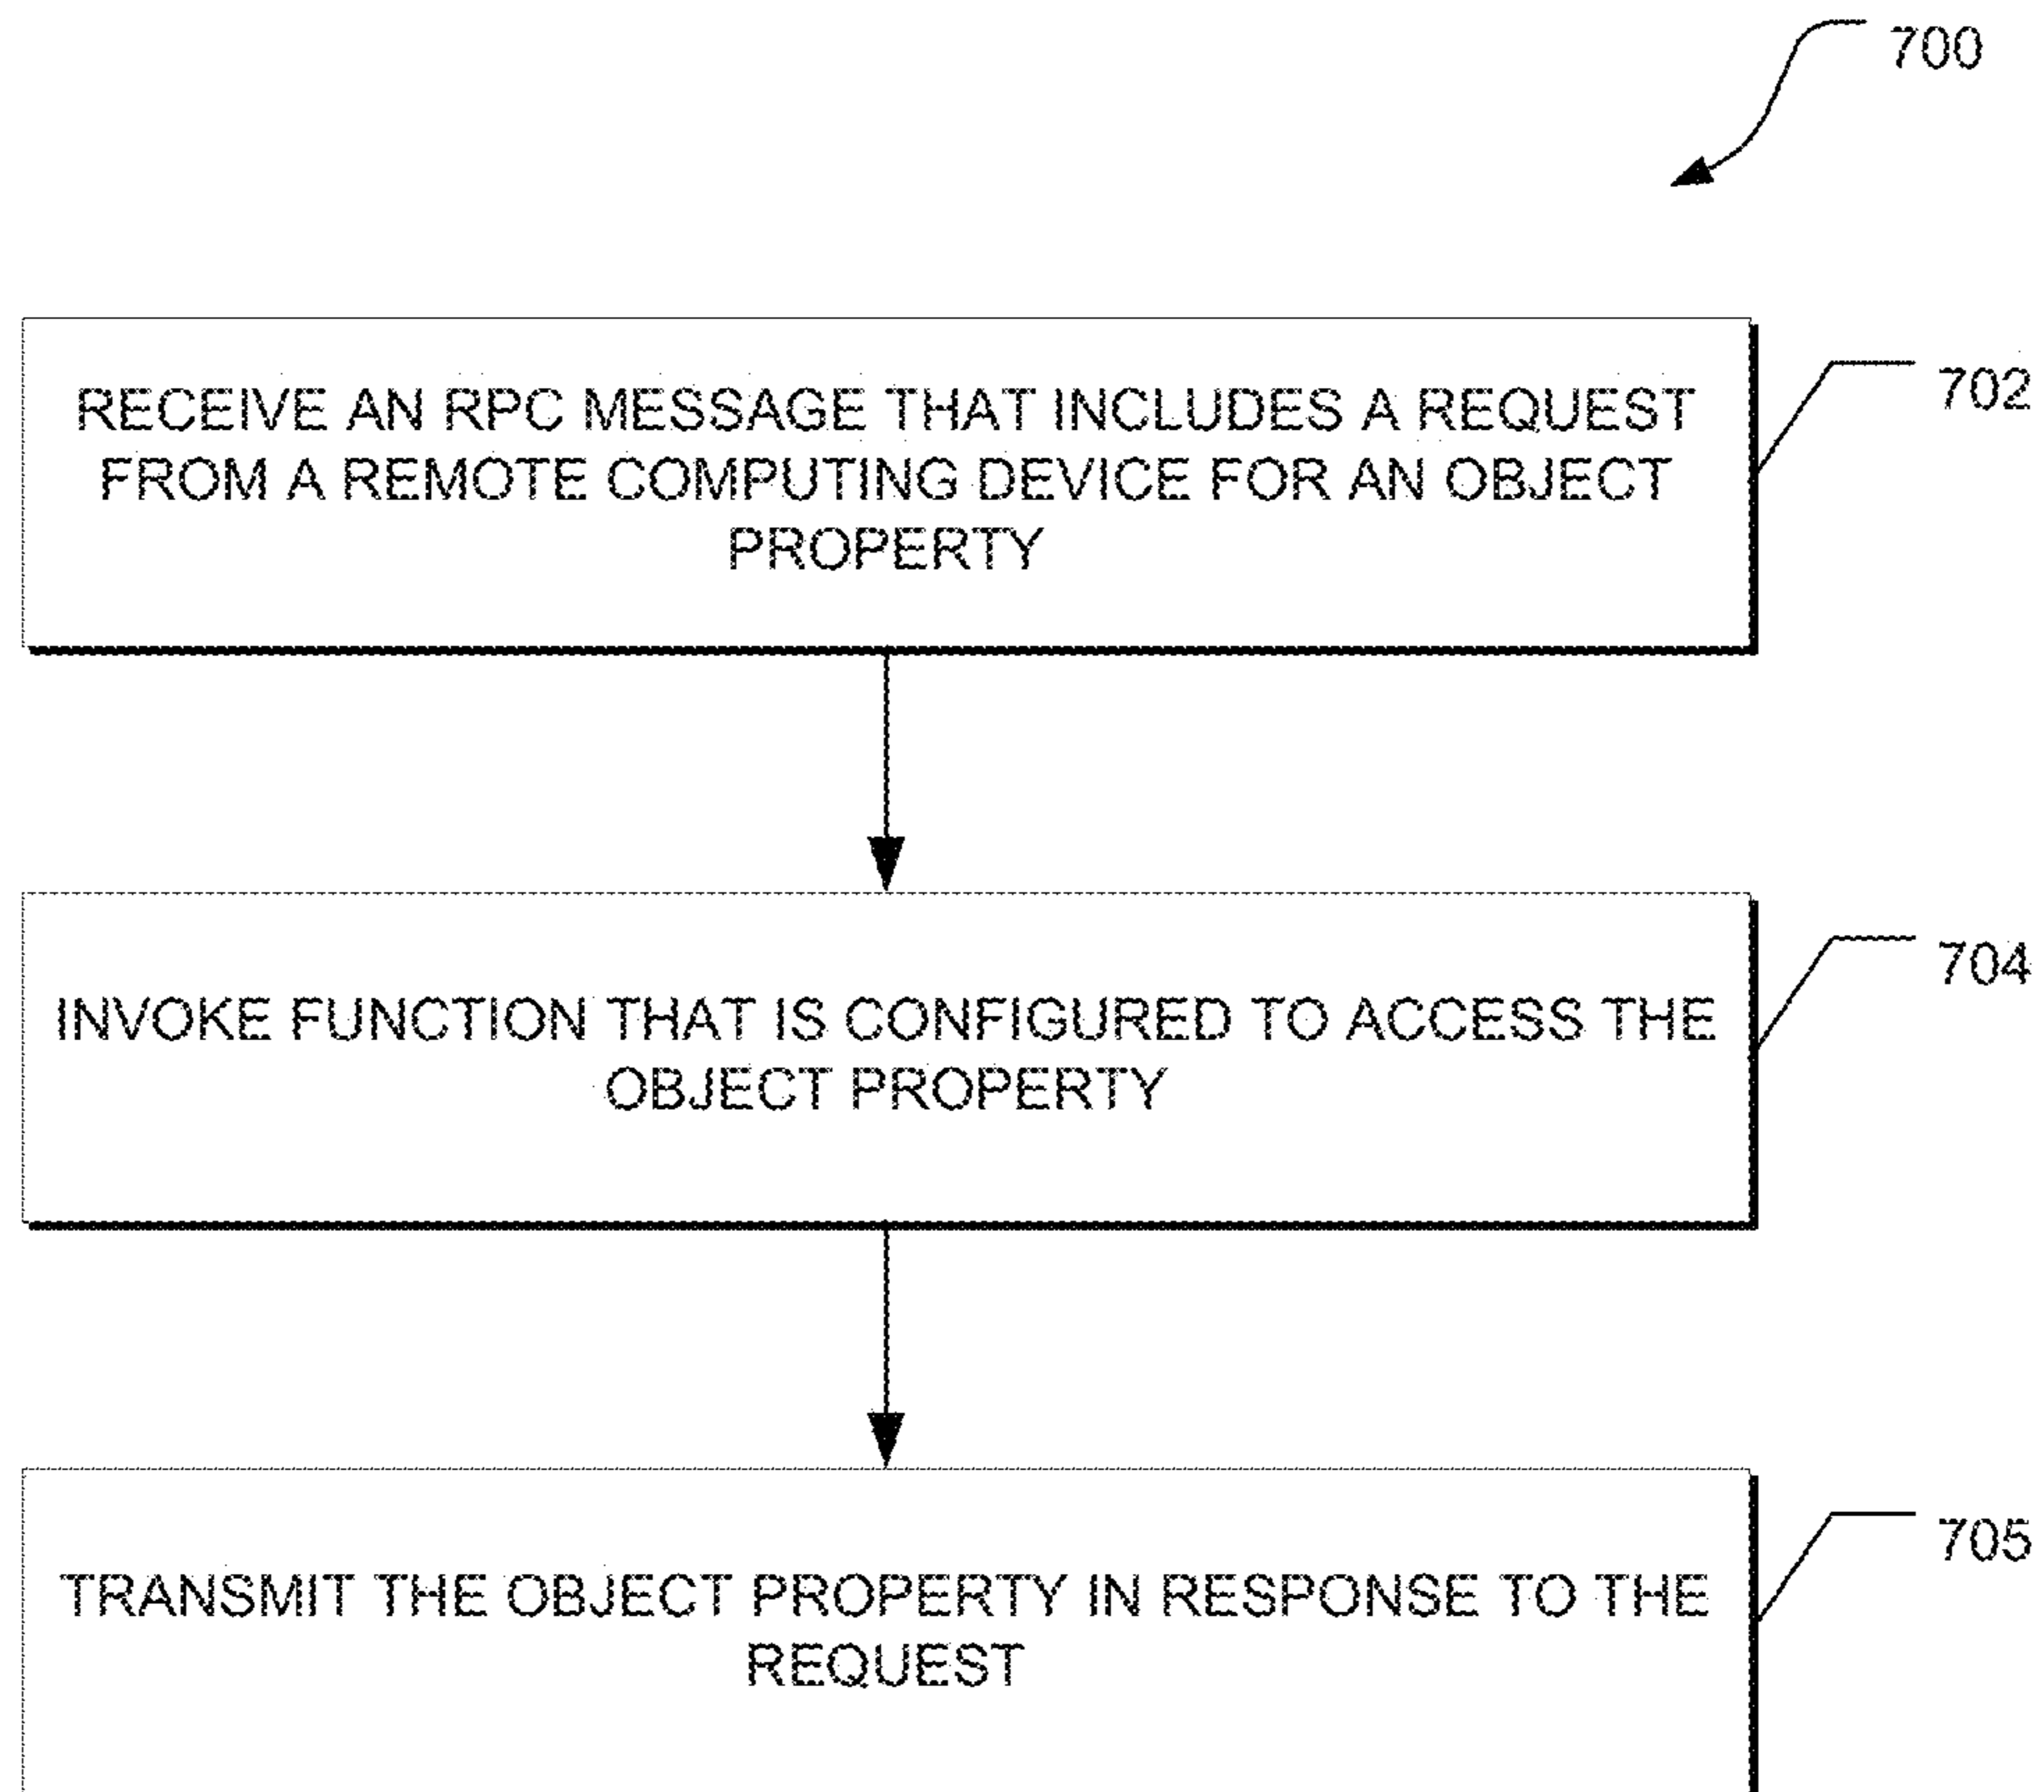 700
RECEIVE AN RPC MESSAGE THAT INCLUDES A REQUEST
FROM A REMOTE COMPUTING DEVICE FOR AN OBJECT
PROPERTY
702
INVOKE FUNCTION THAT IS CONFIGURED TO ACCESS THE
OBJECT PROPERTY
704
TRANSMIT THE OBJECT PROPERTY IN RESPONSE TO THE
REQUEST
705